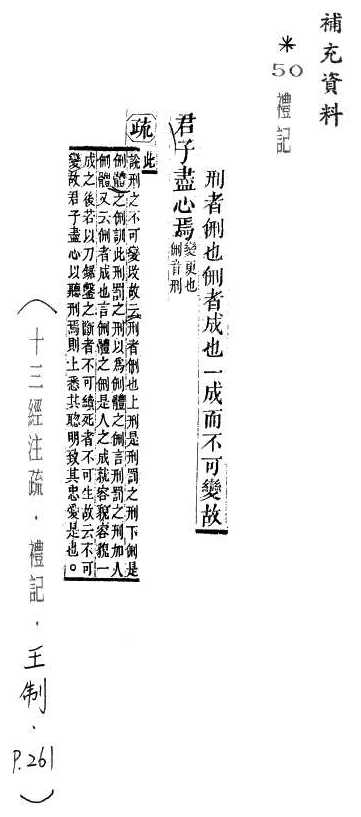 補充資料
＊50 禮記
刑者侀也侀者成也一成而不可變故
君子盡心焉
變更也
侀音刑
疏
此
論刑之不可變改故云刑者侀也上刑是刑罰之刑下侀是
侀體之侀訓此刑罰之刑以爲侀體之侀言刑罰之刑加人
侀體又云侀者成也言侀體之侀是人之成就容貌容貌一
成之後若以刀鋸鑿之斷者不可續死者不可生故云不可
變故君子盡心以聽刑焉則上悉其聰明致其忠愛是也。
（十三經注疏．禮記．王制．P.261）